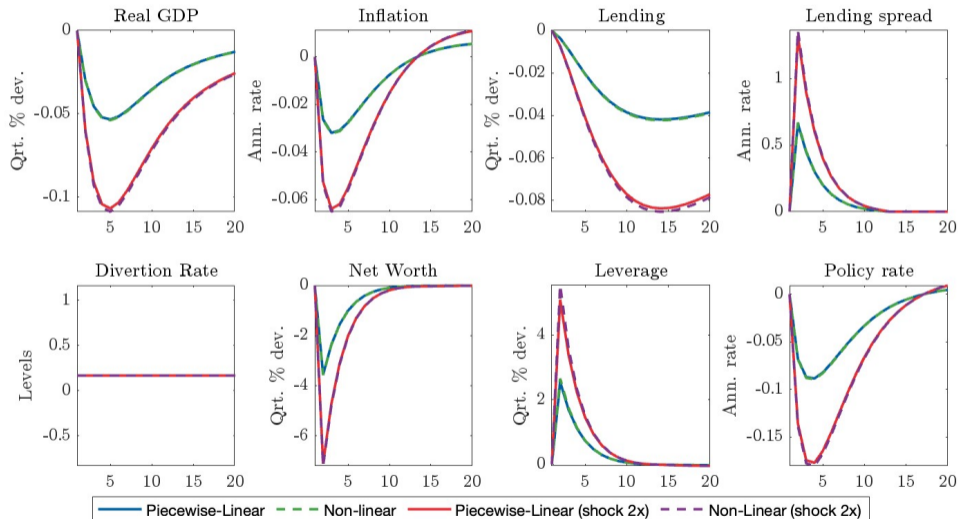 Real GDP
Inflation
Lending
Lending spread
Qrt. % dev.
0
-0.05
-0.1
5 10 15 20
Ann. rate
0
-0.02
-0.04
-0.06
5 10 15 20
Qrt. % dev.
0
-0.02
-0.04
-0.06
-0.08
5 10 15 20
Ann. rate
1
0.5
0
5 10 15 20
Divertion Rate
Net Worth
Leverage
Policy rate
Levels
1
0.5
0
-0.5
5 10 15 20
Qrt. % dev.
0
-2
-4
-6
5 10 15 20
Qrt. % dev.
4
2
0
5 10 15 20
Ann. rate
0
-0.05
-0.1
-0.15
5 10 15 20
Piecewise-Linear Non-linear Piecewise-Linear (shock 2x) Non-Linear (shock 2x)